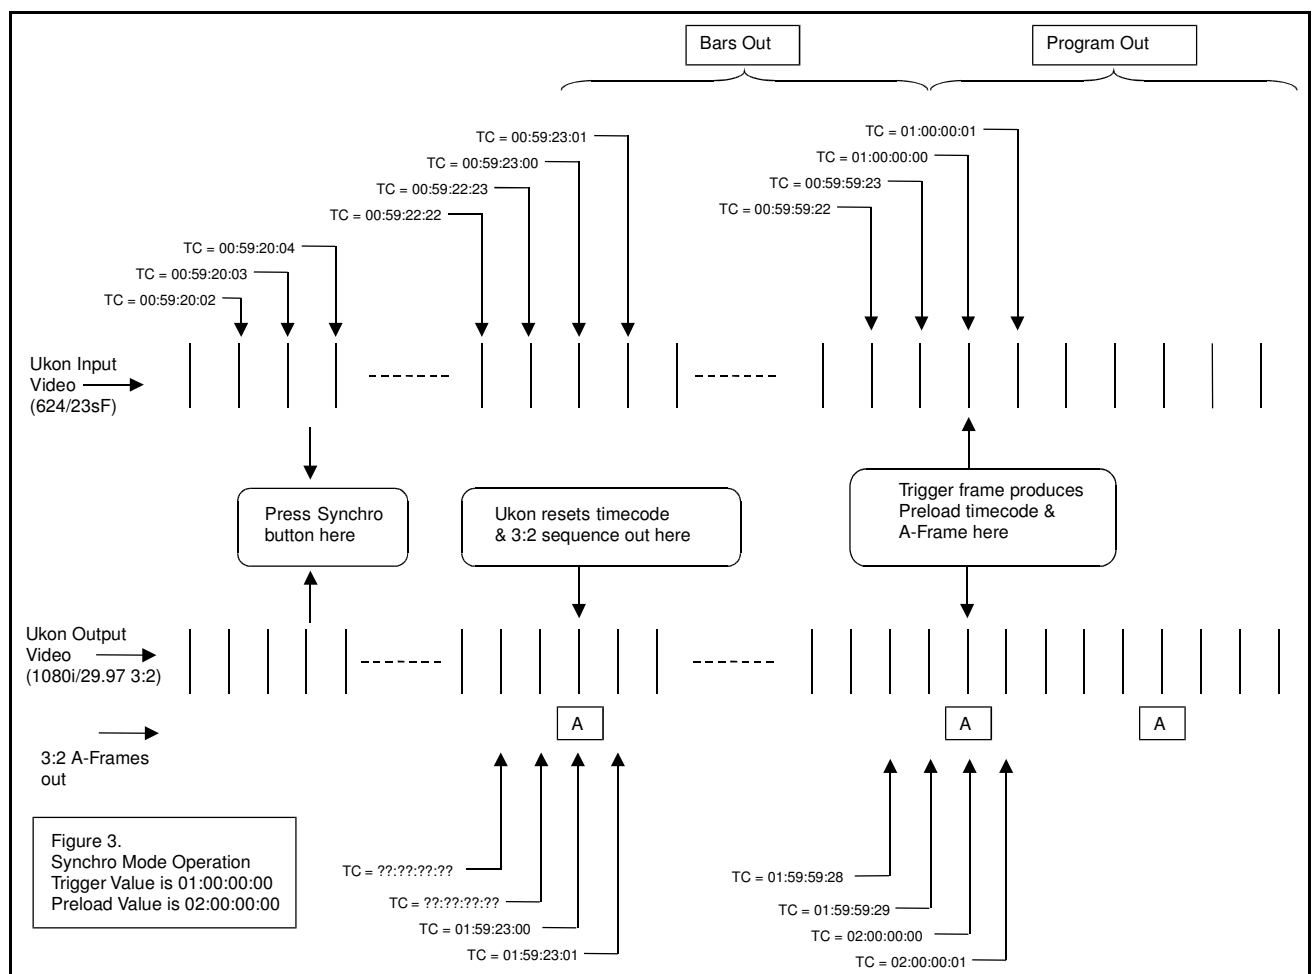 Bars Out
Program Out
TC = 00:59:23:01
TC = 00:59:23:00
TC = 00:59:22:23
TC = 00:59:22:22
TC = 01:00:00:01
TC = 01:00:00:00
TC = 00:59:59:23
TC = 00:59:59:22
TC = 00:59:20:04
TC = 00:59:20:03
TC = 00:59:20:02
Ukon Input
Video
(624/23sF)
Press Synchro
button here
Ukon resets timecode
& 3:2 sequence out here
Trigger frame produces
Preload timecode &
A-Frame here
Ukon Output
Video
(1080i/29.97 3:2)
A
A
A
3:2 A-Frames
out
Figure 3.
Synchro Mode Operation
Trigger Value is 01:00:00:00
Preload Value is 02:00:00:00
TC = ??:??:??:??
TC = ??:??:??:??
TC = 01:59:23:00
TC = 01:59:23:01
TC = 01:59:59:28
TC = 01:59:59:29
TC = 02:00:00:00
TC = 02:00:00:01